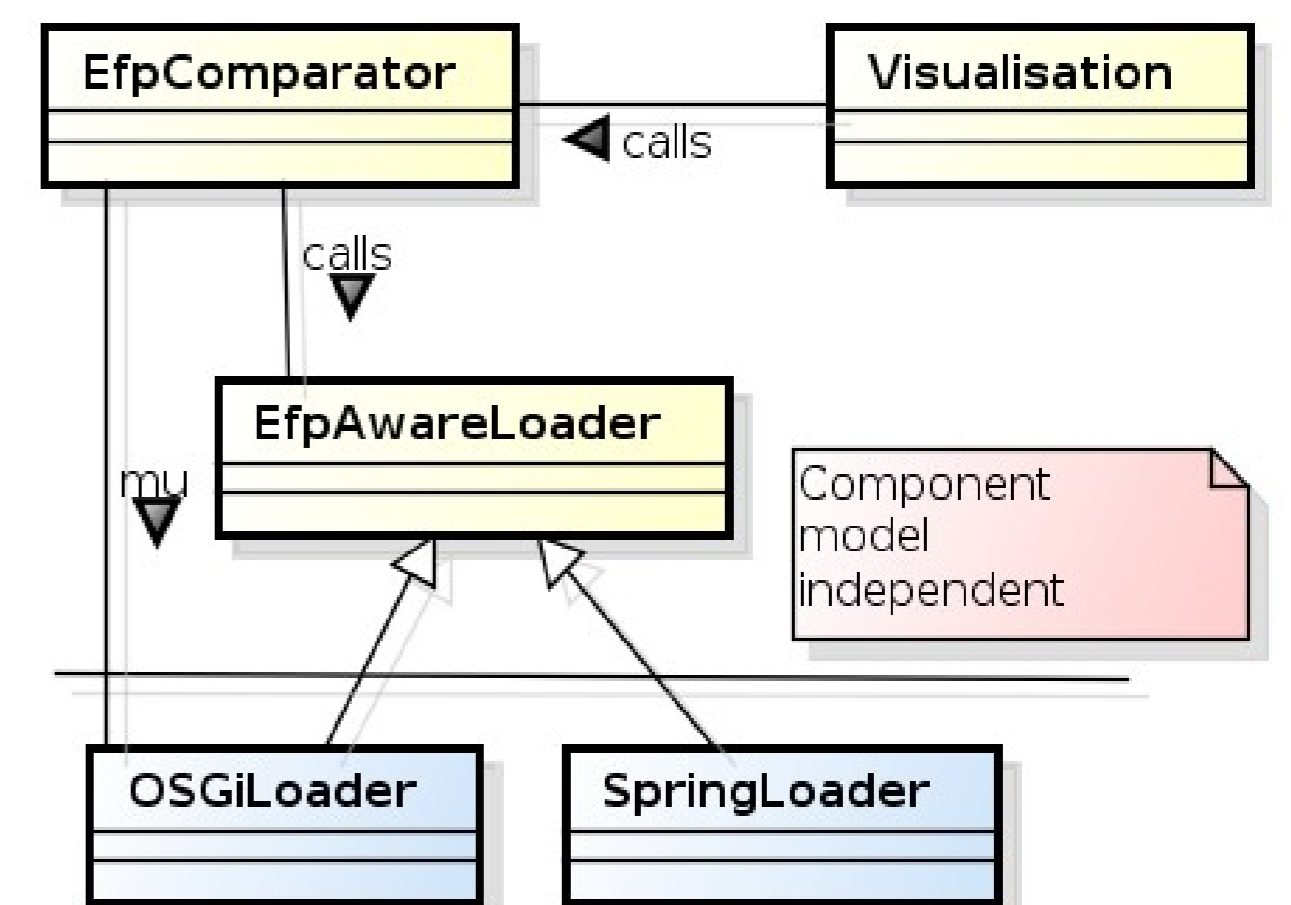 EfpComparator
Visualisation
calls
calls
EfpAwareLoader
mu
Component
model
independent
OSGiLoader
SpringLoader